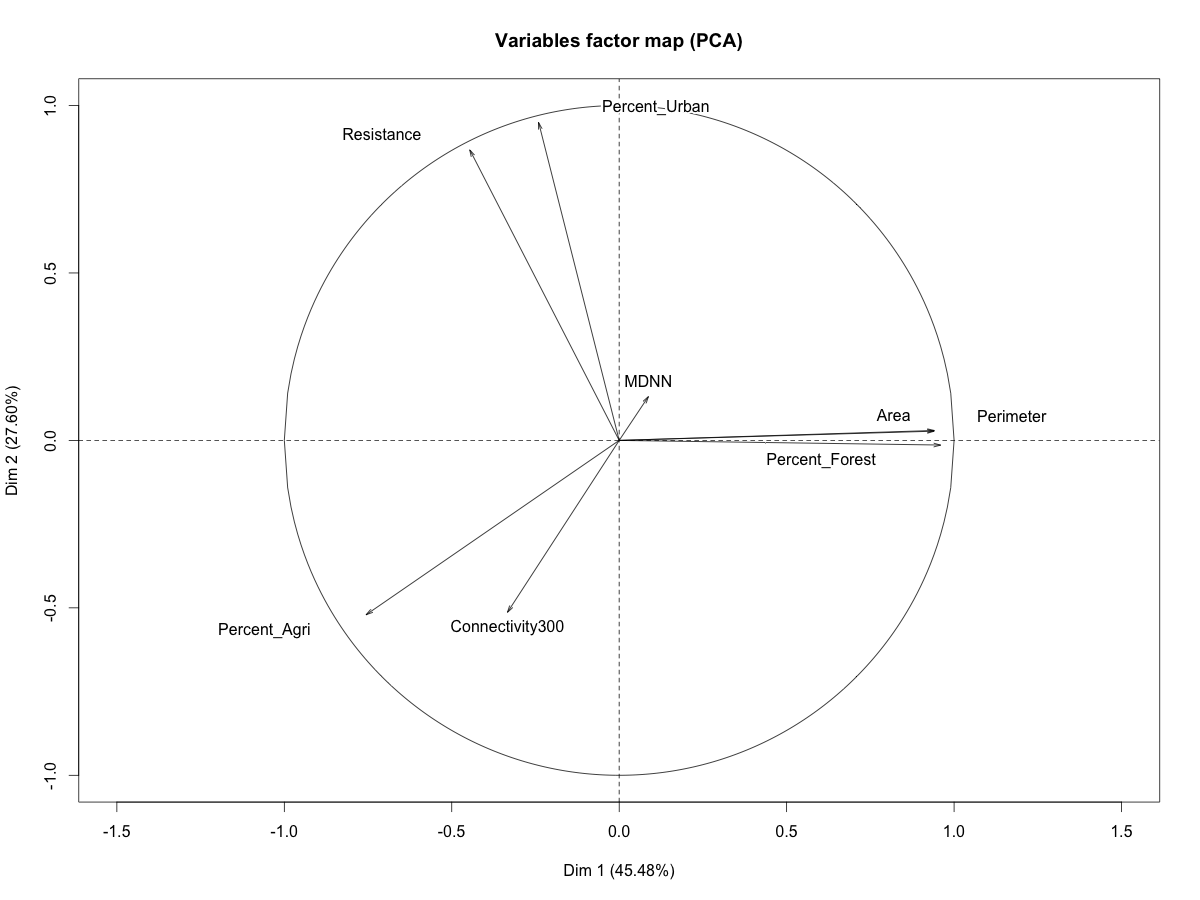 Variables factor map (PCA)
Percent_Urban
Resistance
MDNN
Area
Perimeter
Percent_Forest
Connectivity300
Percent_Agri
1.0
0.5
0.0
-0.5
-1.0
Dim 2 (27.60%)
-1.5 -1.0 -0.5 0.0 0.5 1.0 1.5
Dim 1 (45.48%)